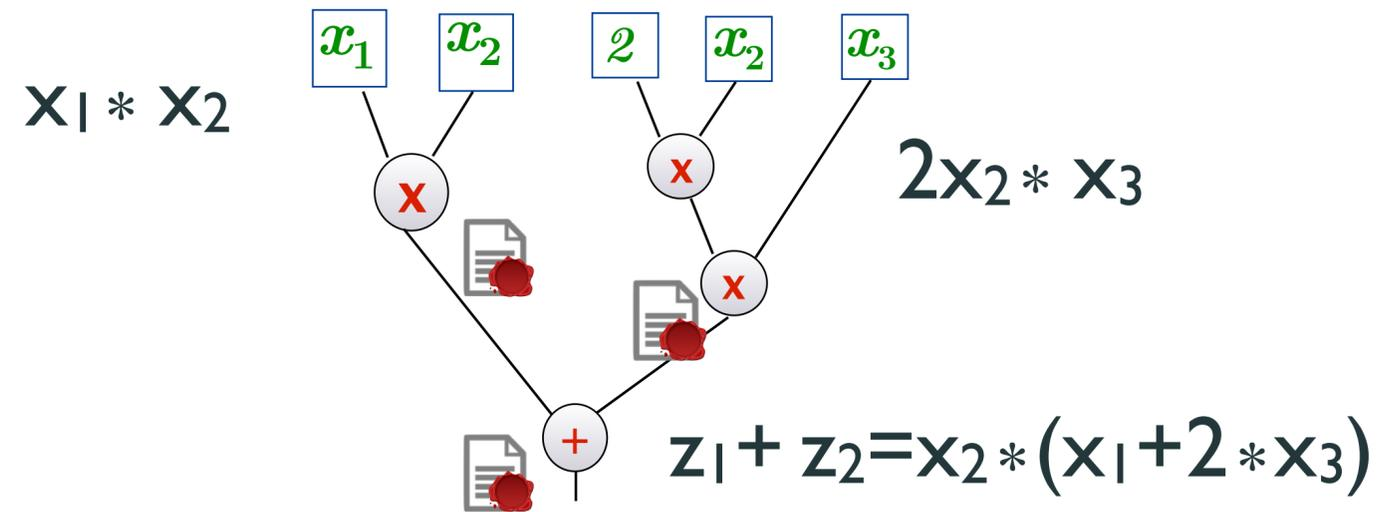 x₁ x₂ 2 x₂ x₃
x₁ * x₂
x
x
2x₂ * x₃
x
+
z₁ + z₂=x₂ * (x₁+2 * x₃)